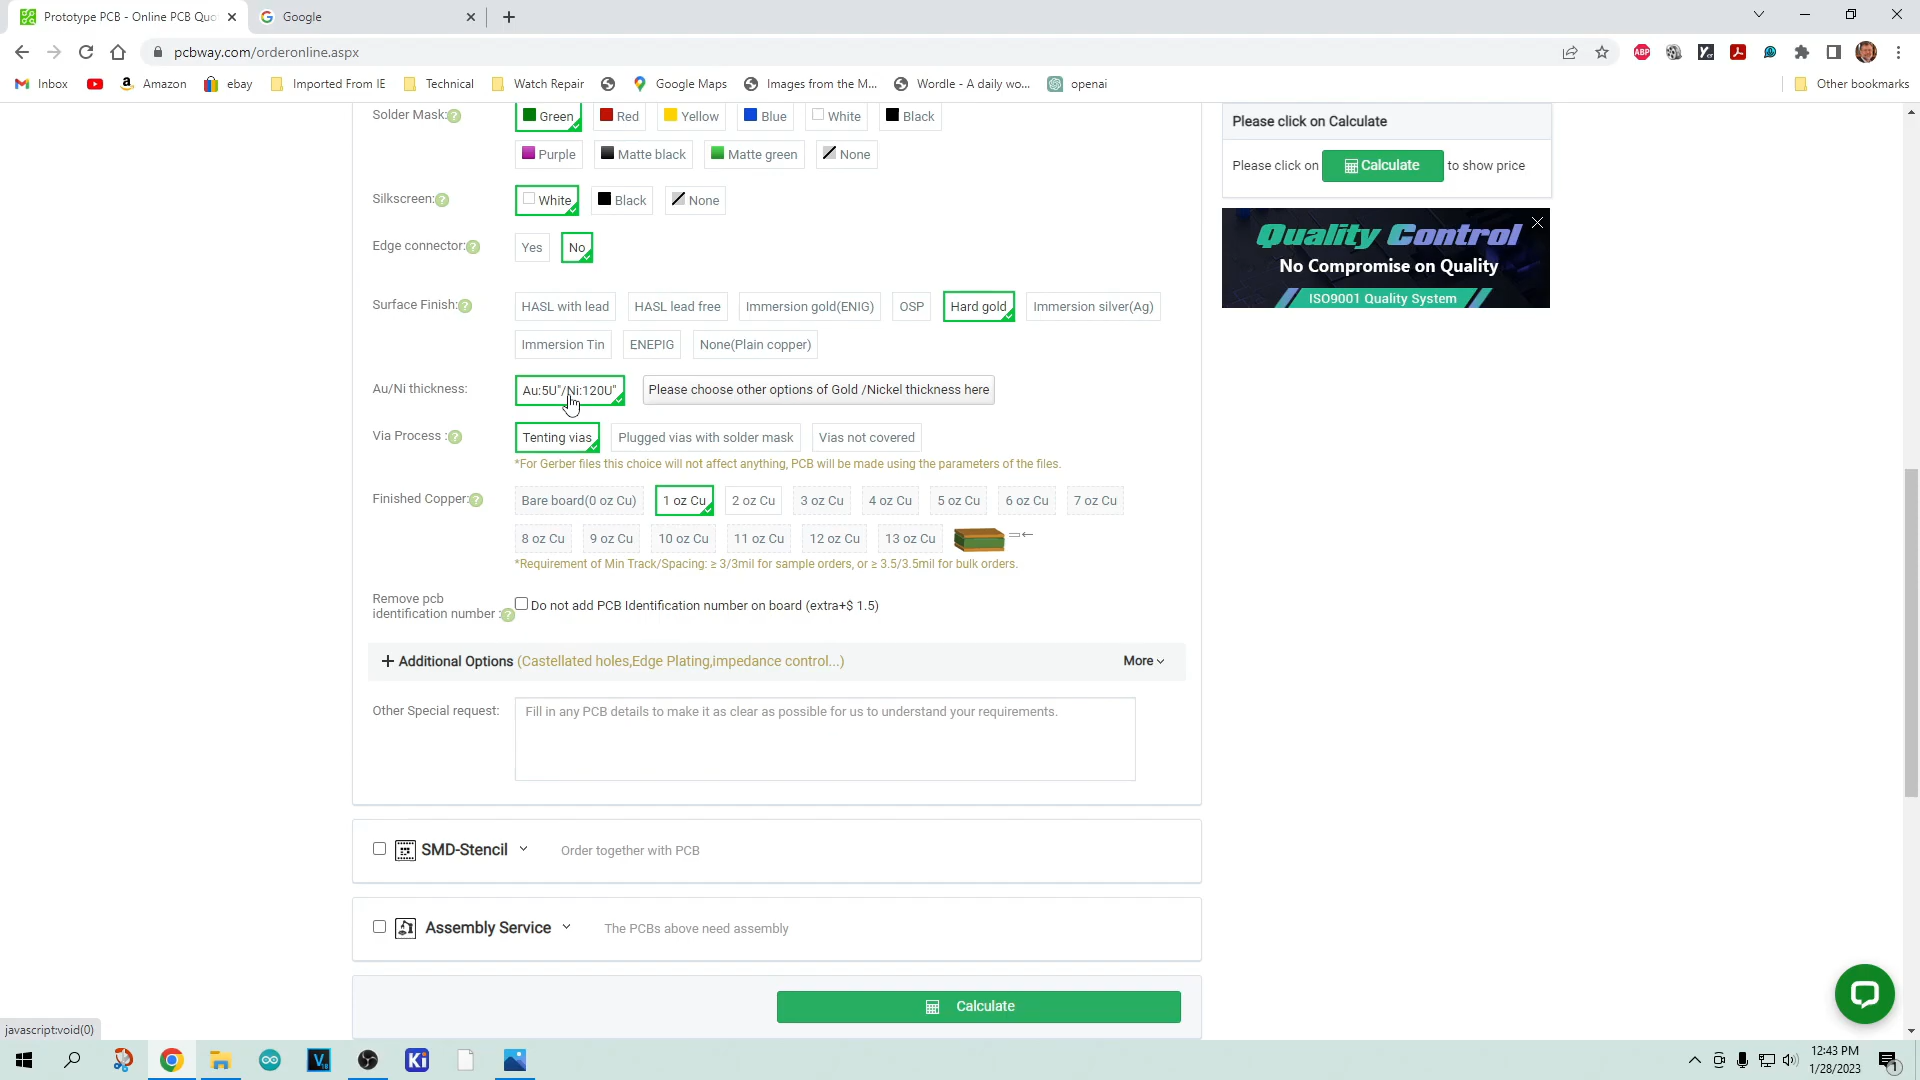 Prototype PCB - Online PCB Quo
Google
pcbway.com/orderonline.aspx
Inbox
Amazon
ebay
Imported From IE
Technical
Watch Repair
Google Maps
Images from the M...
Wordle - A daily wo...
openai
Other bookmarks
Solder Mask:
Green
Red
Yellow
Blue
White
Black
Purple
Matte black
Matte green
None
Silkscreen:
White
Black
None
Edge connector:
Yes
No
Surface Finish:
HASL with lead
HASL lead free
Immersion gold(ENIG)
OSP
Hard gold
Immersion silver(Ag)
Immersion Tin
ENEPIG
None(Plain copper)
Au/Ni thickness:
Au:5U"/Ni:120U"
Please choose other options of Gold /Nickel thickness here
Via Process :
Tenting vias
Plugged vias with solder mask
Vias not covered
*For Gerber files this choice will not affect anything, PCB will be made using the parameters of the files.
Finished Copper:
Bare board(0 oz Cu)
1 oz Cu
2 oz Cu
3 oz Cu
4 oz Cu
5 oz Cu
6 oz Cu
7 oz Cu
8 oz Cu
9 oz Cu
10 oz Cu
11 oz Cu
12 oz Cu
13 oz Cu
*Requirement of Min Track/Spacing: ≥ 3/3mil for sample orders, or ≥ 3.5/3.5mil for bulk orders.
Remove pcb
identification number :
Do not add PCB Identification number on board (extra+$ 1.5)
Additional Options (Castellated holes,Edge Plating,impedance control...)
More
Other Special request:
Fill in any PCB details to make it as clear as possible for us to understand your requirements.
SMD-Stencil
Order together with PCB
Assembly Service
The PCBs above need assembly
Calculate
Please click on Calculate
Please click on
Calculate
to show price
Quality Control
No Compromise on Quality
ISO9001 Quality System
javascript:void(0)
12:43 PM
1/28/2023